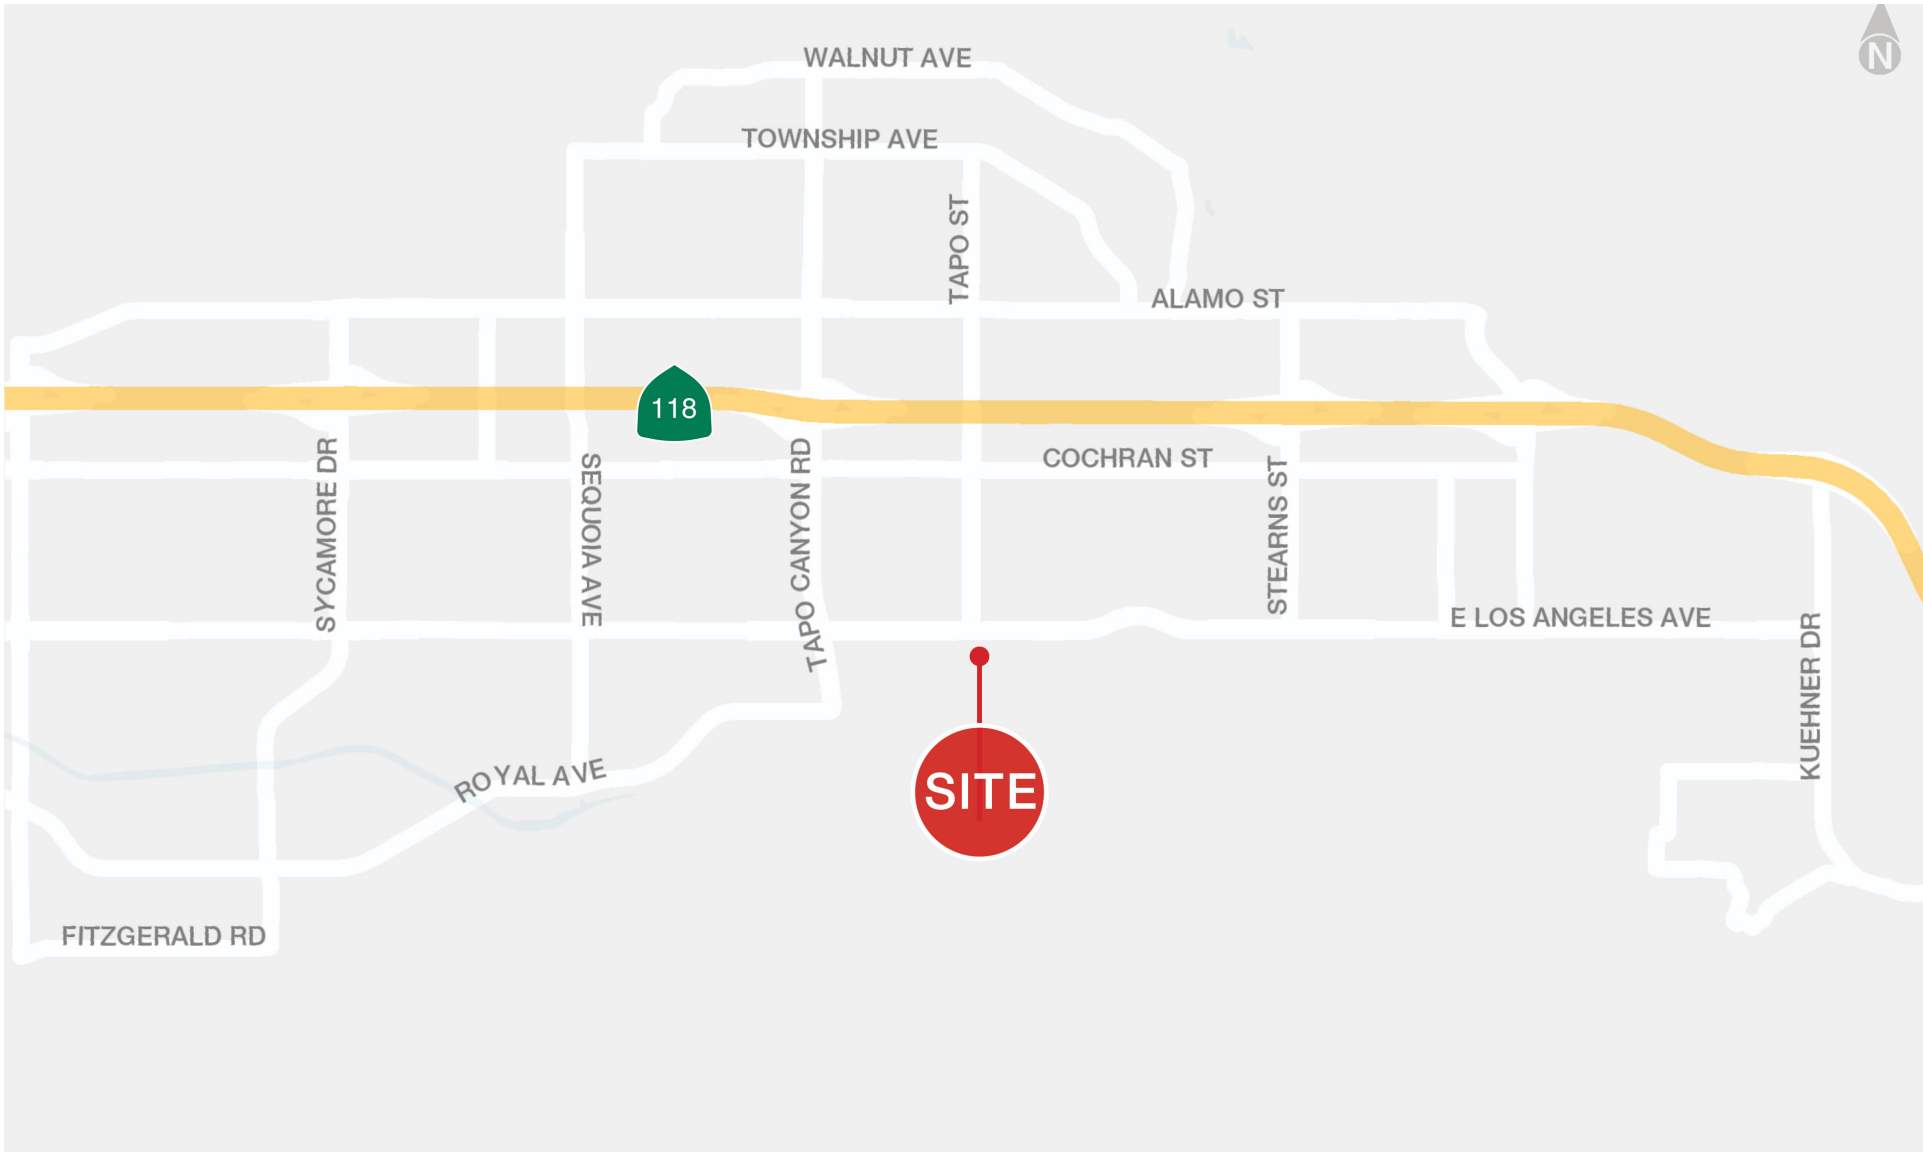 N
WALNUT AVE
TOWNSHIP AVE
TAPO ST
ALAMO ST
118
SYCAMORE DR
SEQUOIA AVE
TAPO CANYON RD
COCHRAN ST
STEARNS ST
E LOS ANGELES AVE
KUEHNER DR
ROYAL AVE
SITE
FITZGERALD RD